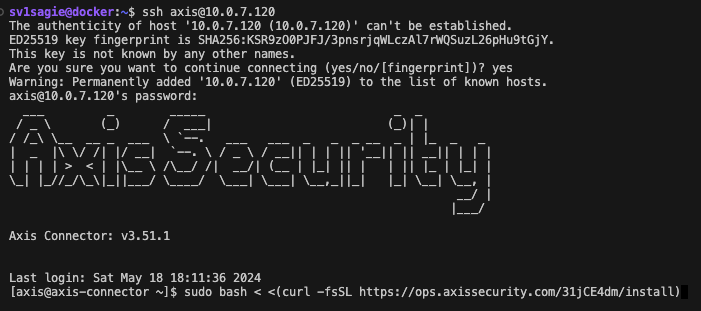 sv1sagie@docker:~$ ssh axis@10.0.7.120
The authenticity of host '10.0.7.120 (10.0.7.120)' can't be established.
ED25519 key fingerprint is SHA256:KSR9zO0PJFJ/3pnsrjqWLczAl7rWQSuzL26pHu9tGjY.
This key is not known by any other names.
Are you sure you want to continue connecting (yes/no/[fingerprint])? yes
Warning: Permanently added '10.0.7.120' (ED25519) to the list of known hosts.
axis@10.0.7.120's password:
Axis Security
Axis Connector: v3.51.1
Last login: Sat May 18 18:11:36 2024
[axis@axis-connector ~]$ sudo bash < <(curl -fsSL https://ops.axissecurity.com/31jCE4dm/install)